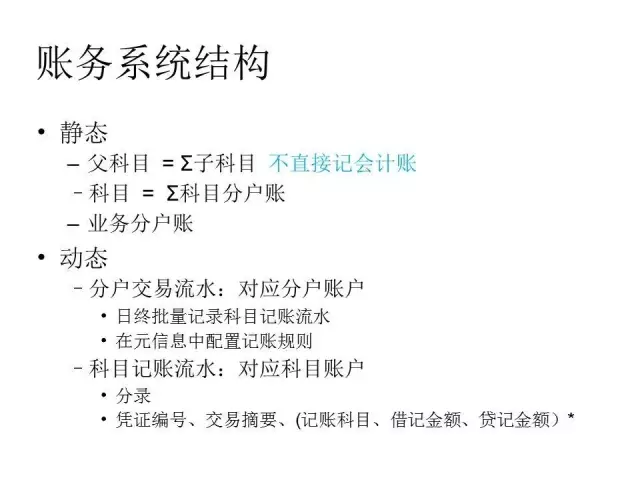 账务系统结构
• 静态
– 父科目 = Σ子科目 不直接记会计账
– 科目 = Σ科目分户账
– 业务分户账
• 动态
– 分户交易流水：对应分户账户
• 日终批量记录科目记账流水
• 在元信息中配置记账规则
– 科目记账流水：对应科目账户
• 分录
• 凭证编号、交易摘要、(记账科目、借记金额、贷记金额）*